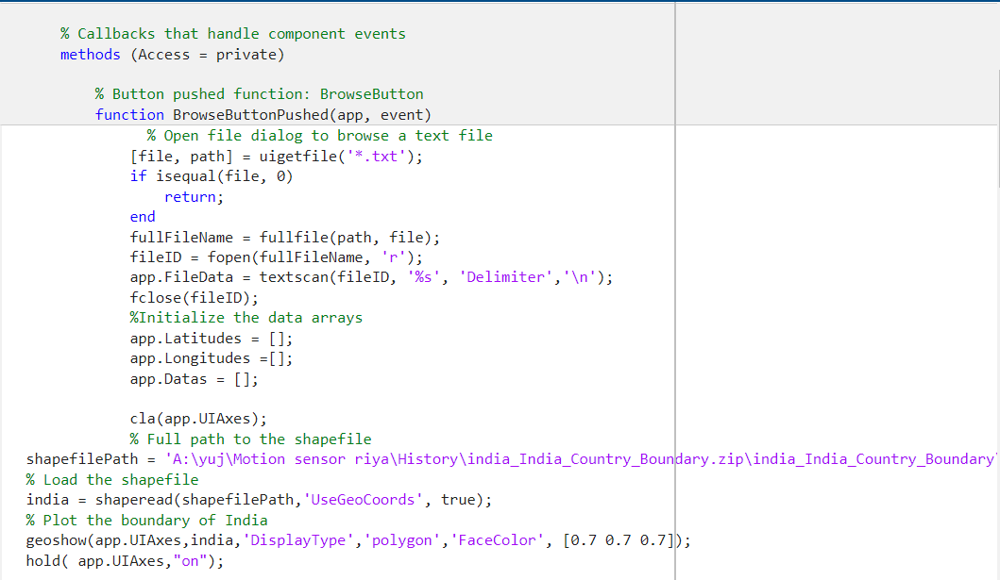 % Callbacks that handle component events
methods (Access = private)
% Button pushed function: BrowseButton
function BrowseButtonPushed(app, event)
% Open file dialog to browse a text file
[file, path] = uigetfile('*.txt');
if isequal(file, 0)
return;
end
fullFileName = fullfile(path, file);
fileID = fopen(fullFileName, 'r');
app.FileData = textscan(fileID, '%s', 'Delimiter','\n');
fclose(fileID);
%Initialize the data arrays
app.Latitudes = [];
app.Longitudes =[];
app.Datas = [];
cla(app.UIAxes);
% Full path to the shapefile
shapefilePath = 'A:\yuj\Motion sensor riya\History\india_India_Country_Boundary.zip\india_India_Country_Boundary
% Load the shapefile
india = shaperead(shapefilePath,'UseGeoCoords', true);
% Plot the boundary of India
geoshow(app.UIAxes,india,'DisplayType','polygon','FaceColor', [0.7 0.7 0.7]);
hold( app.UIAxes,"on");